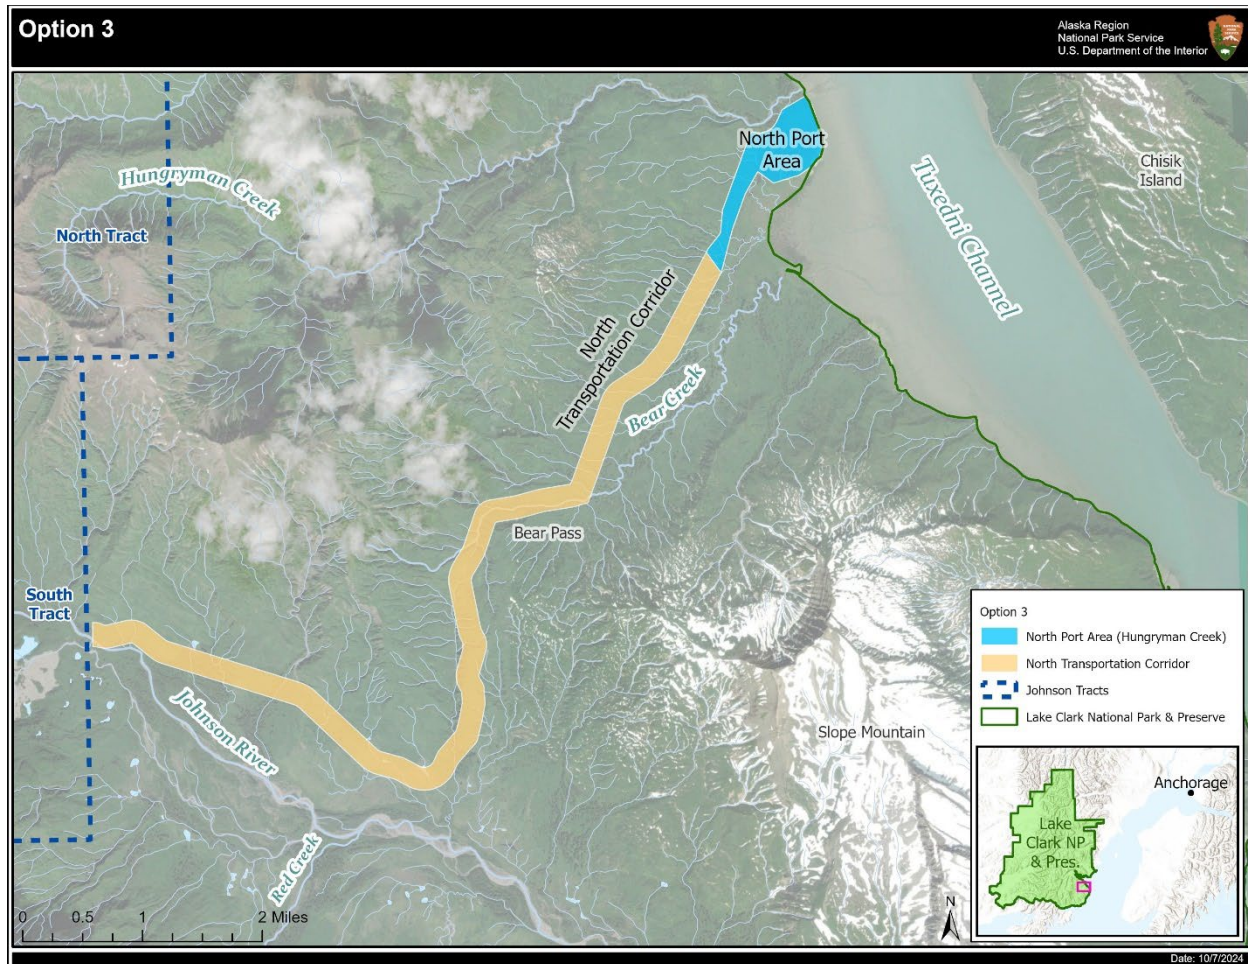 Option 3
Alaska Region
National Park Service
U.S. Department of the Interior
North Port
Area
Chisik
Island
Hungryman Creek
Tuxedni Channel
North Tract
North
Transportation Corridor
Bear Creek
Bear Pass
South
Tract
Johnson River
Slope Mountain
Red Creek
0 0.5 1 2 Miles
N
Option 3
North Port Area (Hungryman Creek)
North Transportation Corridor
Johnson Tracts
Lake Clark National Park & Preserve
Anchorage
Lake
Clark NP
& Pres.
Date: 10/7/2024